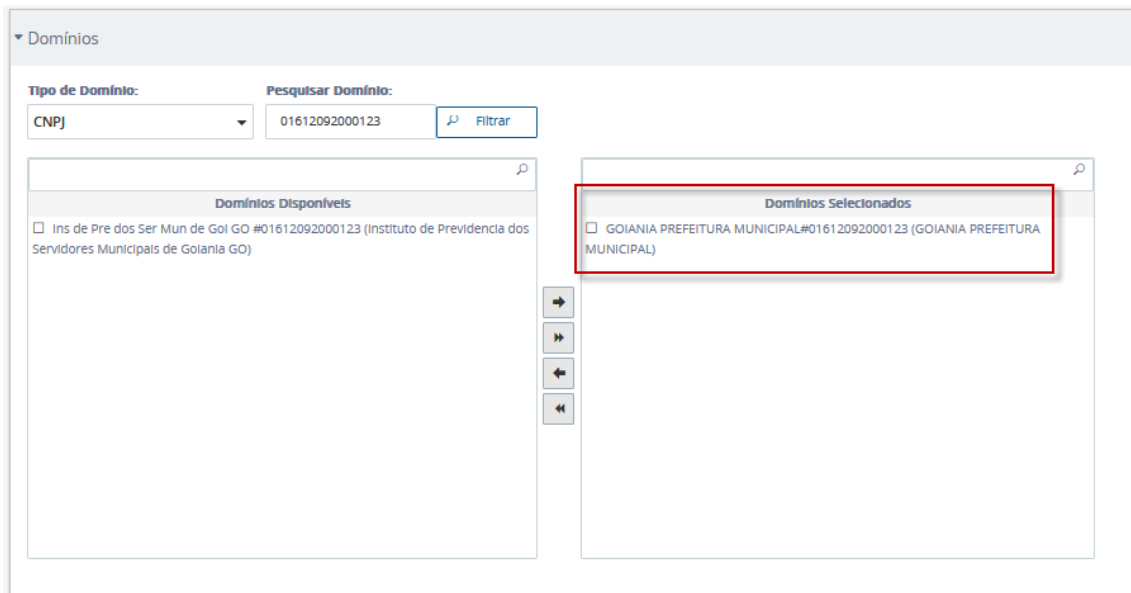 Domínios
Tipo de Domínio: Pesquisar Domínio:
CNPJ 01612092000123 Filtrar
Domínios Disponíveis Domínios Selecionados
Ins de Pre dos Ser Mun de Goi GO #01612092000123 (Instituto de Previdencia dos
Servidores Municipais de Goiania GO)
GOIANIA PREFEITURA MUNICIPAL#01612092000123 (GOIANIA PREFEITURA
MUNICIPAL)